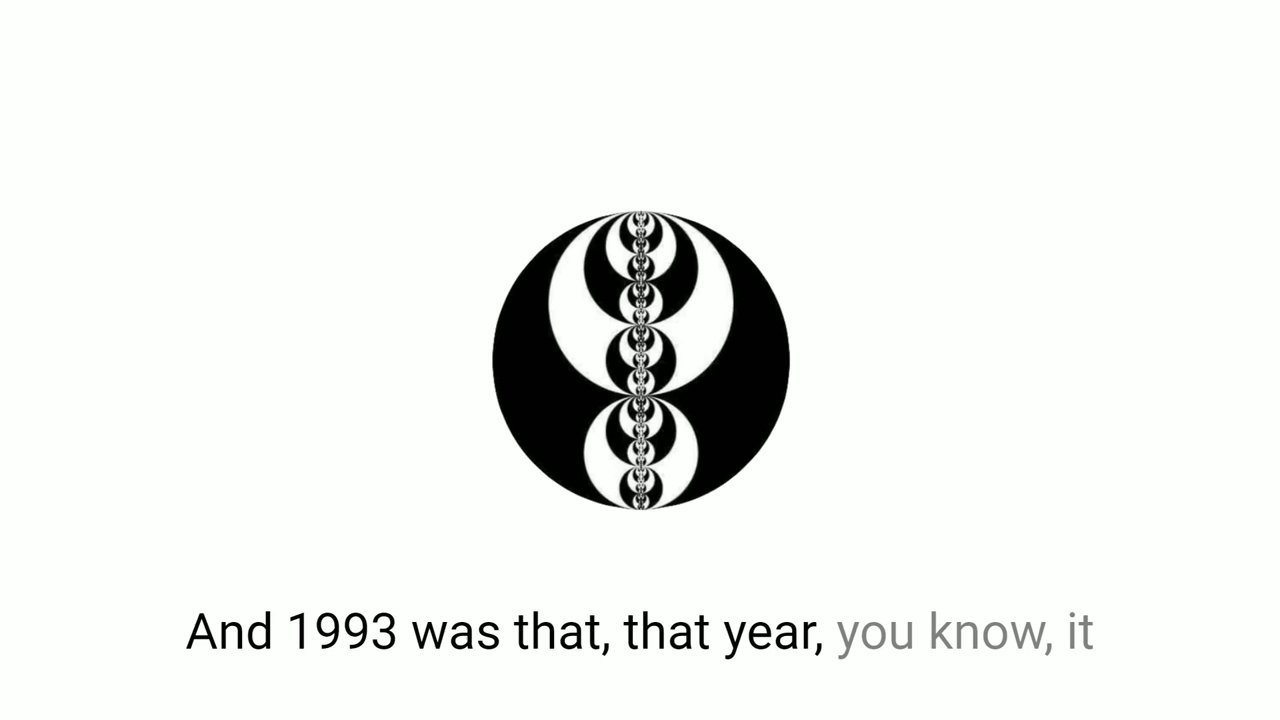 And 1993 was that, that year, you know, it